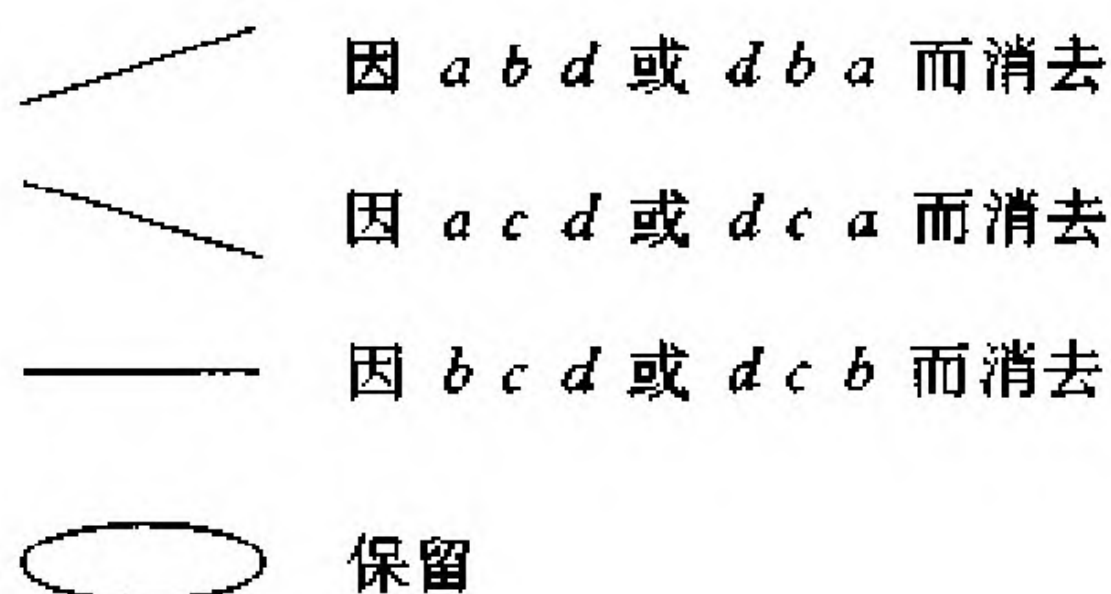 因 a b d 或 d b a 而消去
因 a c d 或 d c a 而消去
因 b c d 或 d c b 而消去
保留